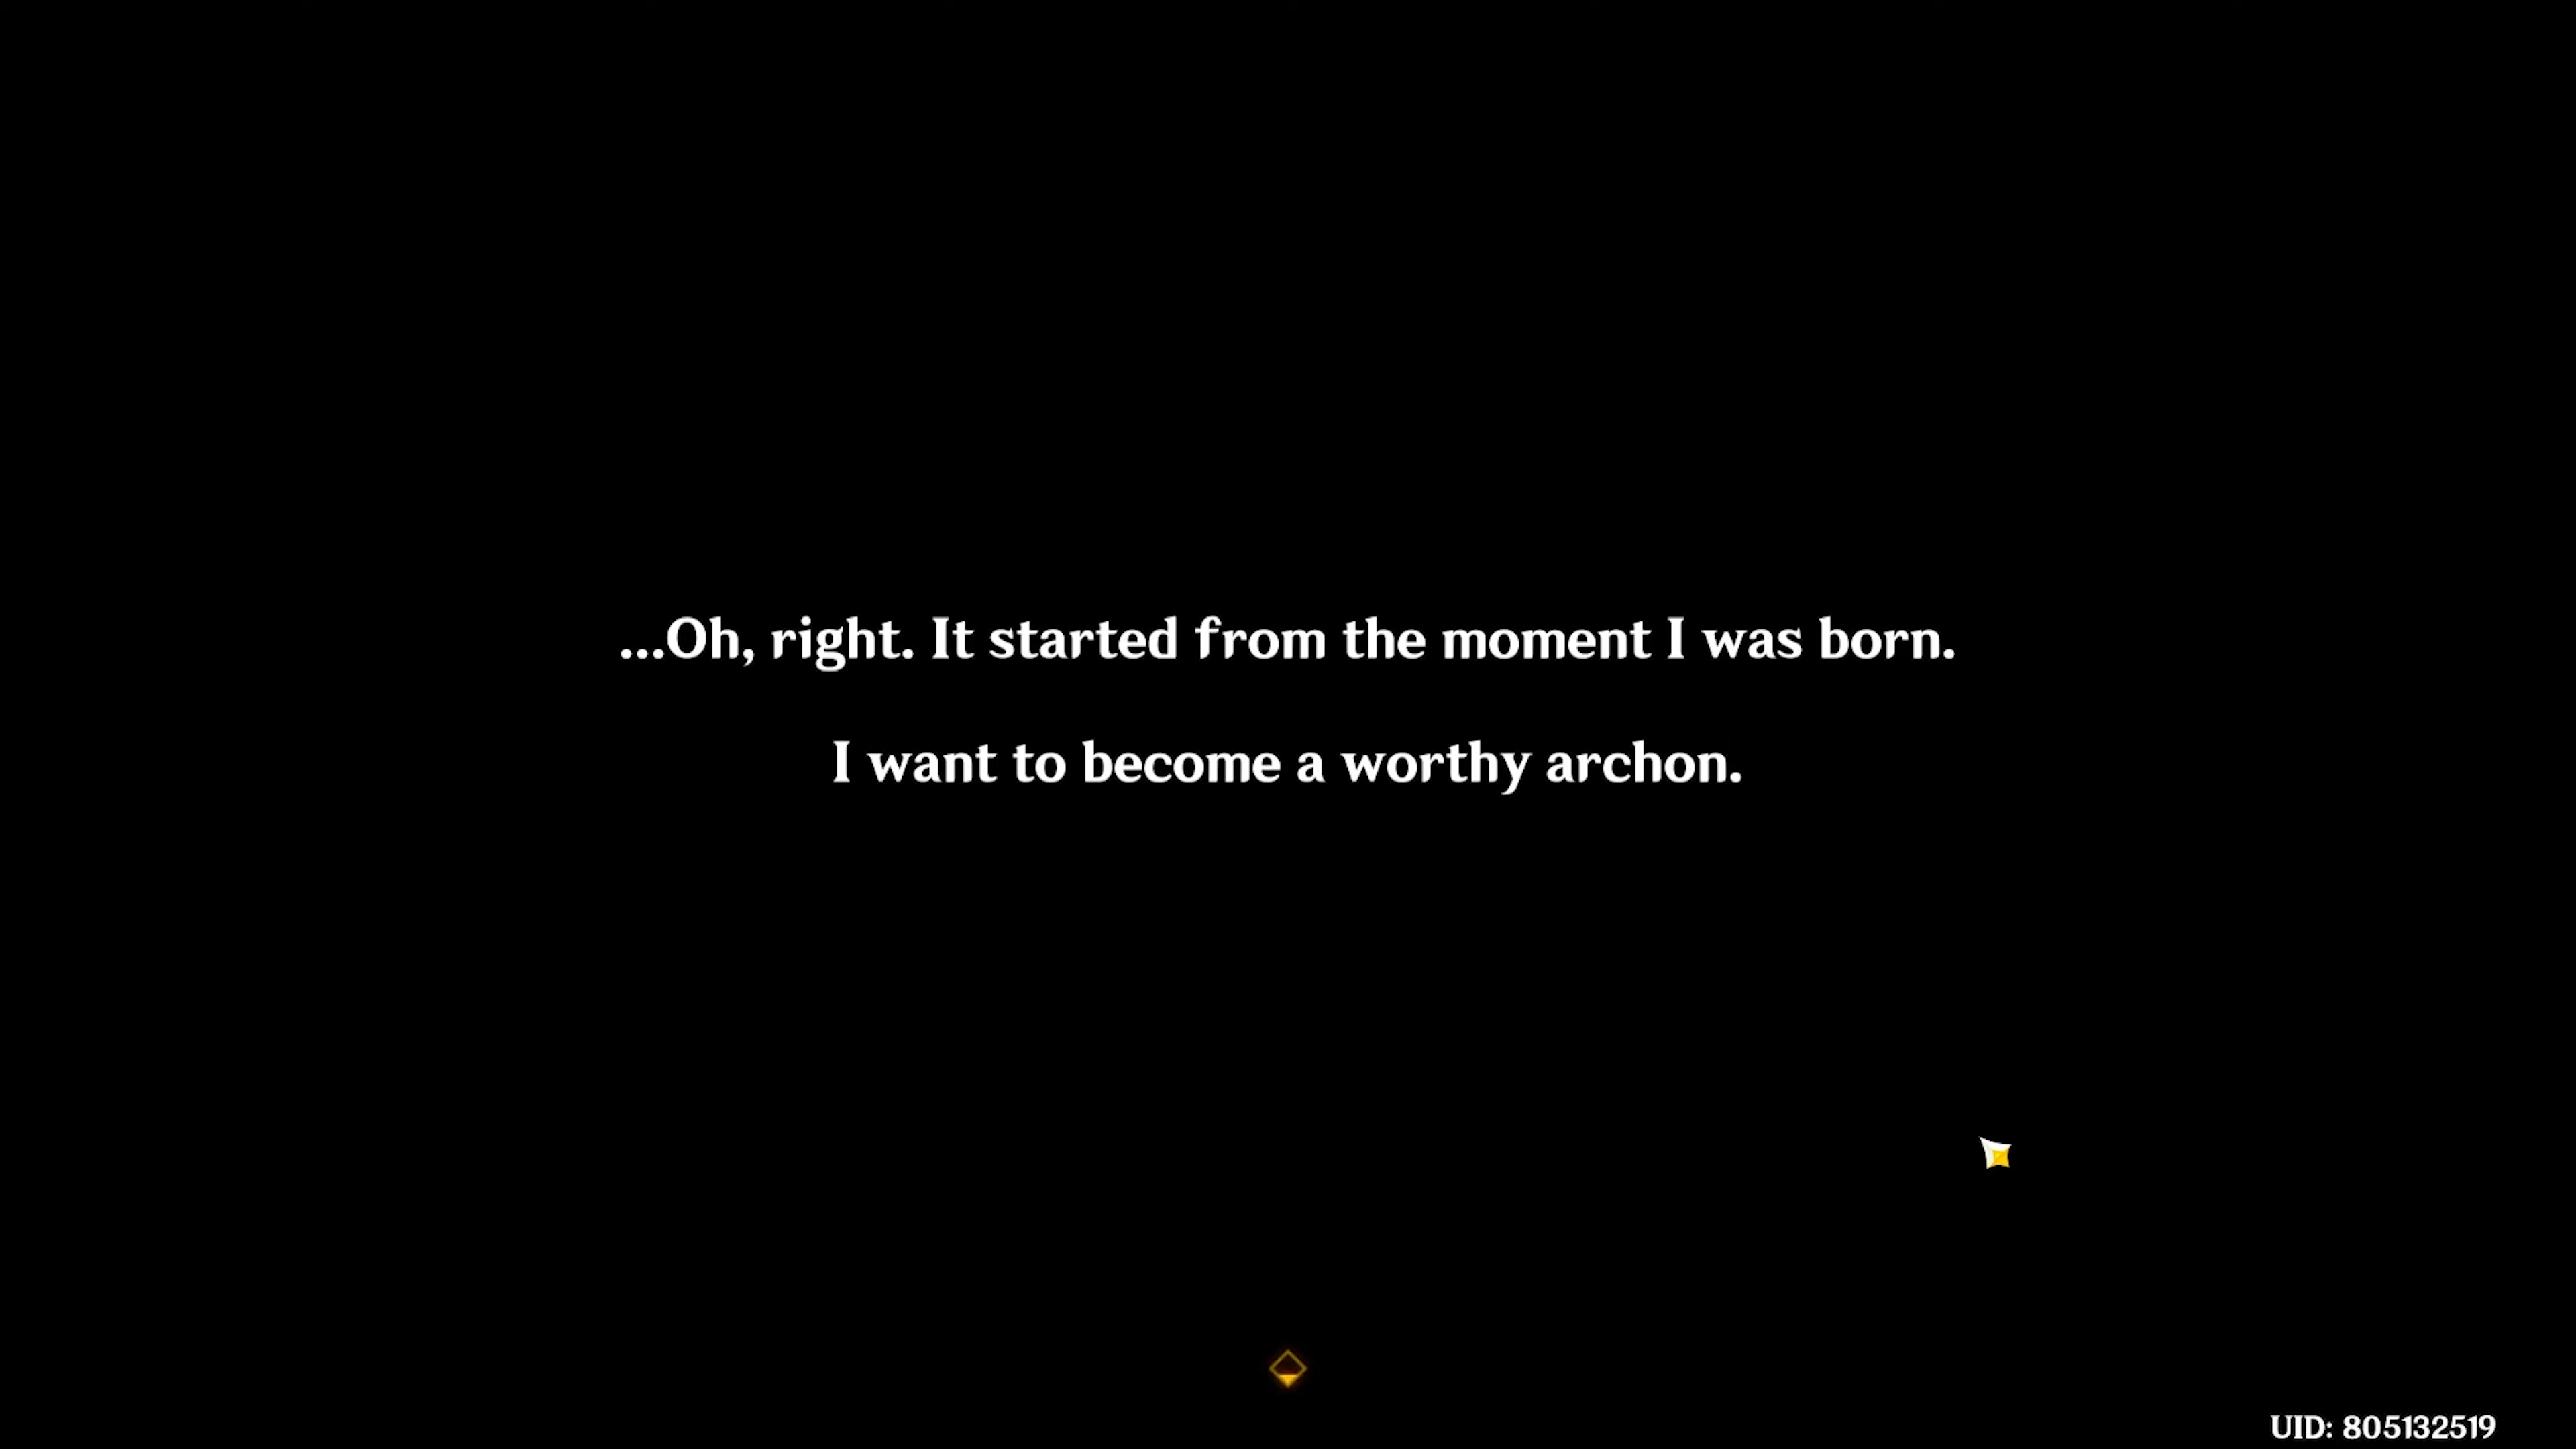 ...Oh, right. It started from the moment I was born.
I want to become a worthy archon.
UID: 805132519